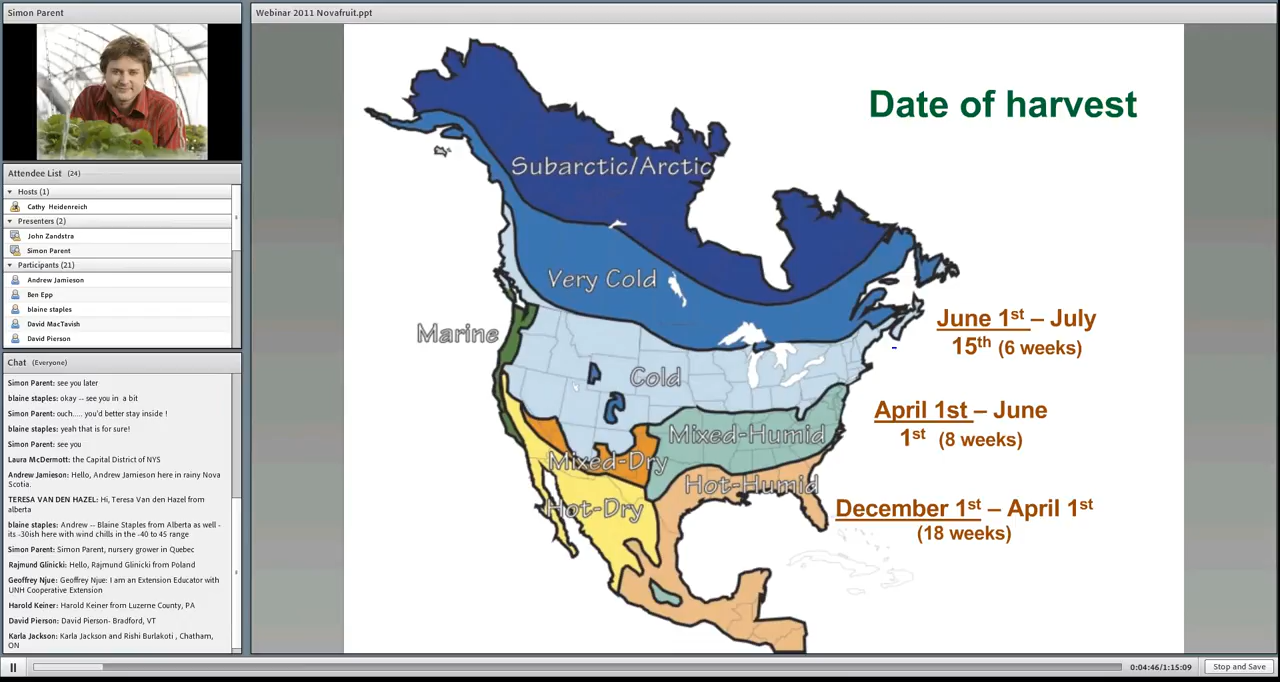 Simon Parent
Webinar 2011 Novafruit.ppt
Attendee List (24)
Hosts (1)
Cathy Heidenreich
Presenters (2)
John Zandstra
Simon Parent
Participants (21)
Andrew Jamieson
Ben Epp
blaine staples
David MacTavish
David Pierson
Chat (Everyone)
Simon Parent: see you later
blaine staples: okay -- see you in a bit
Simon Parent: ouch..... you'd better stay inside !
blaine staples: yeah that is for sure!
Simon Parent: see you
Laura McDermott: the Capital District of NYS
Andrew Jamieson: Hello, Andrew Jamieson here in rainy Nova
Scotia.
TERESA VAN DEN HAZEL: Hi, Teresa Van den Hazel from
alberta
blaine staples: Andrew -- Blaine Staples from Alberta as well -
its -30ish here with wind chills in the -40 to 45 range
Simon Parent: Simon Parent, nursery grower in Quebec
Rajmund Glinicki: Hello, Rajmund Glinicki from Poland
Geoffrey Njue: Geoffrey Njue: I am an Extension Educator with
UNH Cooperative Extension
Harold Keiner: Harold Keiner from Luzerne County, PA
David Pierson: David Pierson- Bradford, VT
Karla Jackson: Karla Jackson and Rishi Burlakoti , Chatham,
ON
Date of harvest
Subarctic/Arctic
Very Cold
Marine
Cold
Mixed-Humid
Mixed-Dry
Hot-Humid
Hot-Dry
June 1st – July
15th (6 weeks)
April 1st – June
1st (8 weeks)
December 1st – April 1st
(18 weeks)
0:04:46/1:15:09
Stop and Save